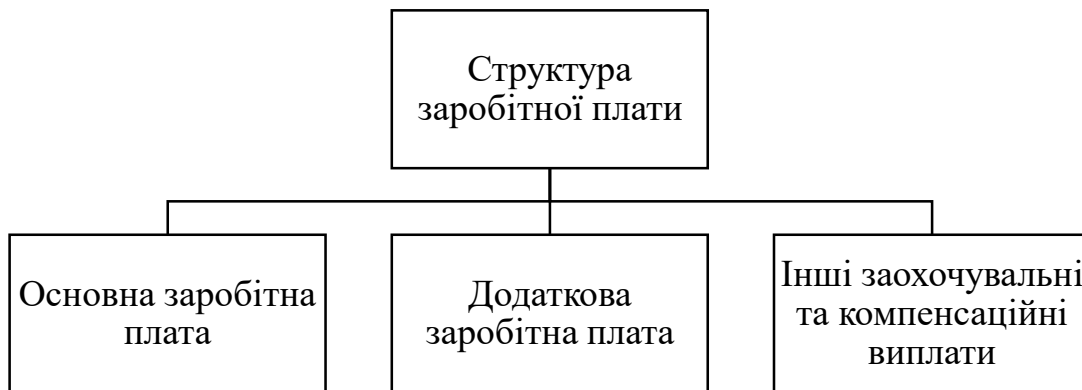 Структура
заробітної плати
Основна заробітна
плата
Додаткова
заробітна плата
Інші заохочувальні
та компенсаційні
виплати